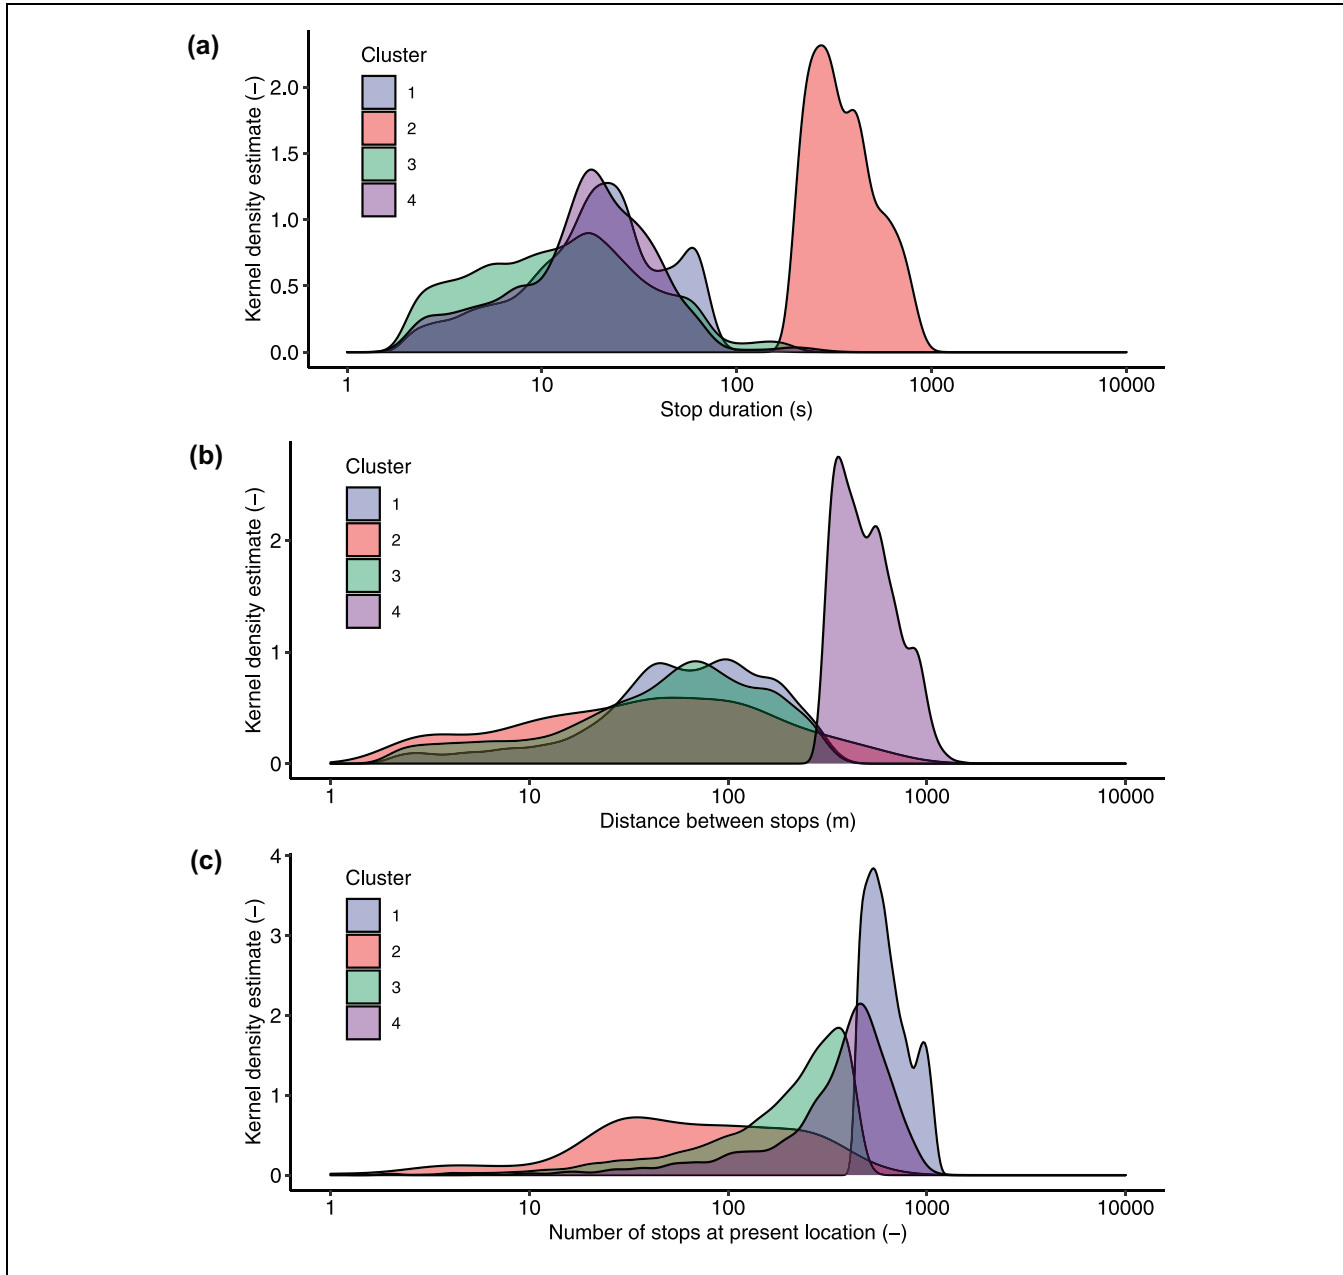 (a)
Cluster
1
2
3
4
Kernel density estimate (–)
2.0
1.5
1.0
0.5
0.0
1 10 100 1000 10000
Stop duration (s)
(b)
Cluster
1
2
3
4
Kernel density estimate (–)
2
1
0
1 10 100 1000 10000
Distance between stops (m)
(c)
Cluster
1
2
3
4
Kernel density estimate (–)
4
3
2
1
0
1 10 100 1000 10000
Number of stops at present location (–)